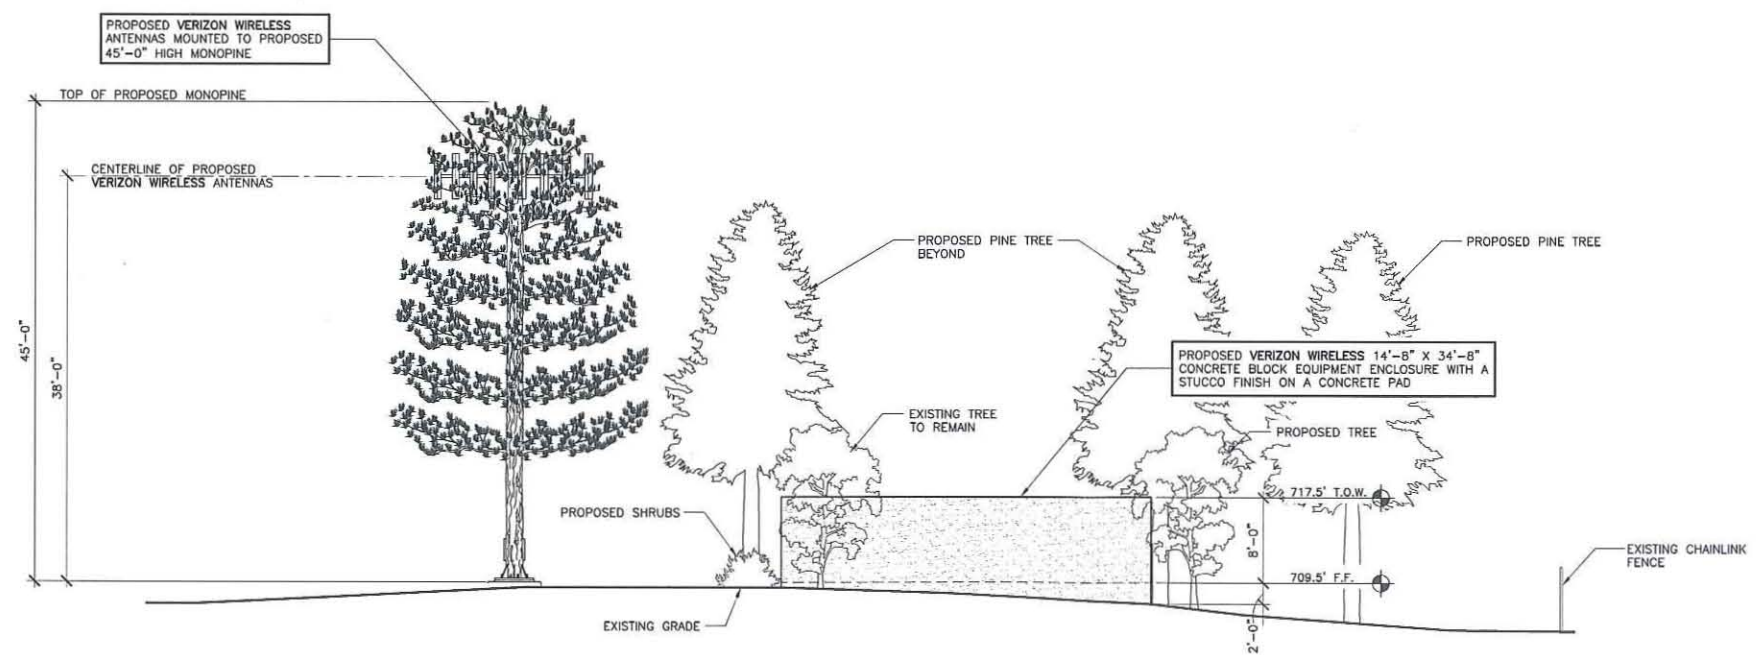 PROPOSED VERIZON WIRELESS
ANTENNAS MOUNTED TO PROPOSED
45'-0" HIGH MONOPINE
TOP OF PROPOSED MONOPINE
CENTERLINE OF PROPOSED
VERIZON WIRELESS ANTENNAS
45'-0"
38'-0"
PROPOSED PINE TREE
BEYOND
PROPOSED PINE TREE
PROPOSED VERIZON WIRELESS 14'-8" X 34'-8"
CONCRETE BLOCK EQUIPMENT ENCLOSURE WITH A
STUCCO FINISH ON A CONCRETE PAD
EXISTING TREE
TO REMAIN
PROPOSED TREE
717.5' T.O.W.
PROPOSED SHRUBS
8'-0"
709.5' F.F.
EXISTING CHAINLINK
FENCE
EXISTING GRADE
2'-0"